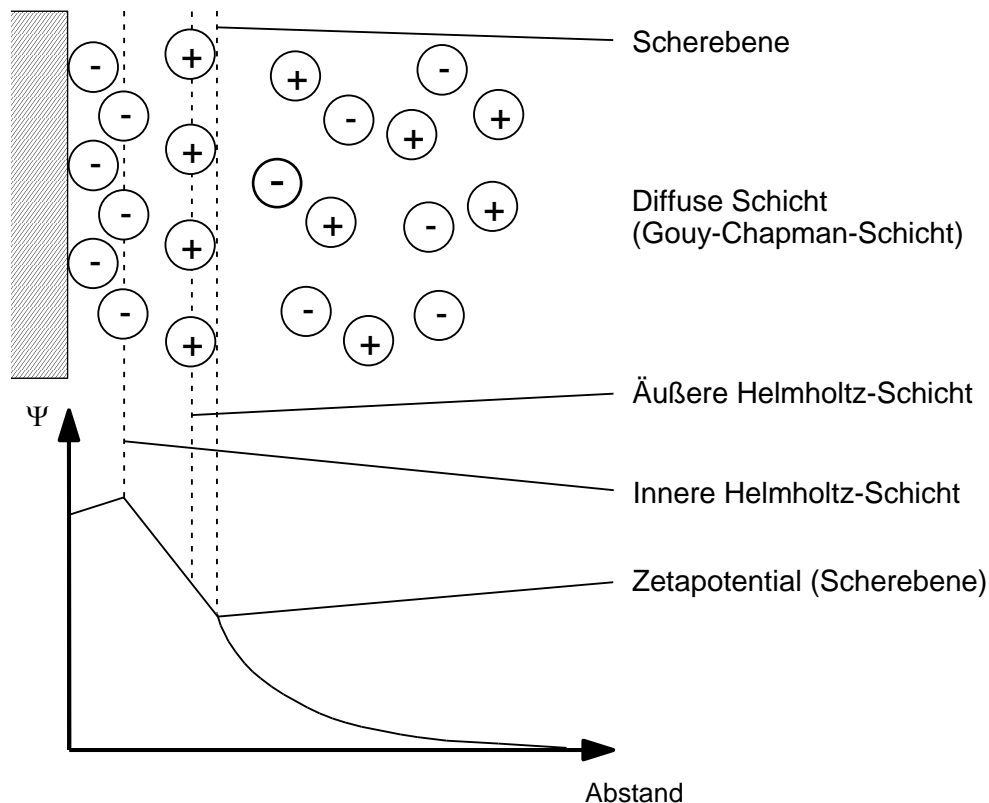 Scherebene
Diffuse Schicht
(Gouy-Chapman-Schicht)
Äußere Helmholtz-Schicht
Innere Helmholtz-Schicht
Zetapotential (Scherebene)
Ψ
Abstand
- + + -
- - + +
- + -
- + - +
- + -
- + - -
+ +